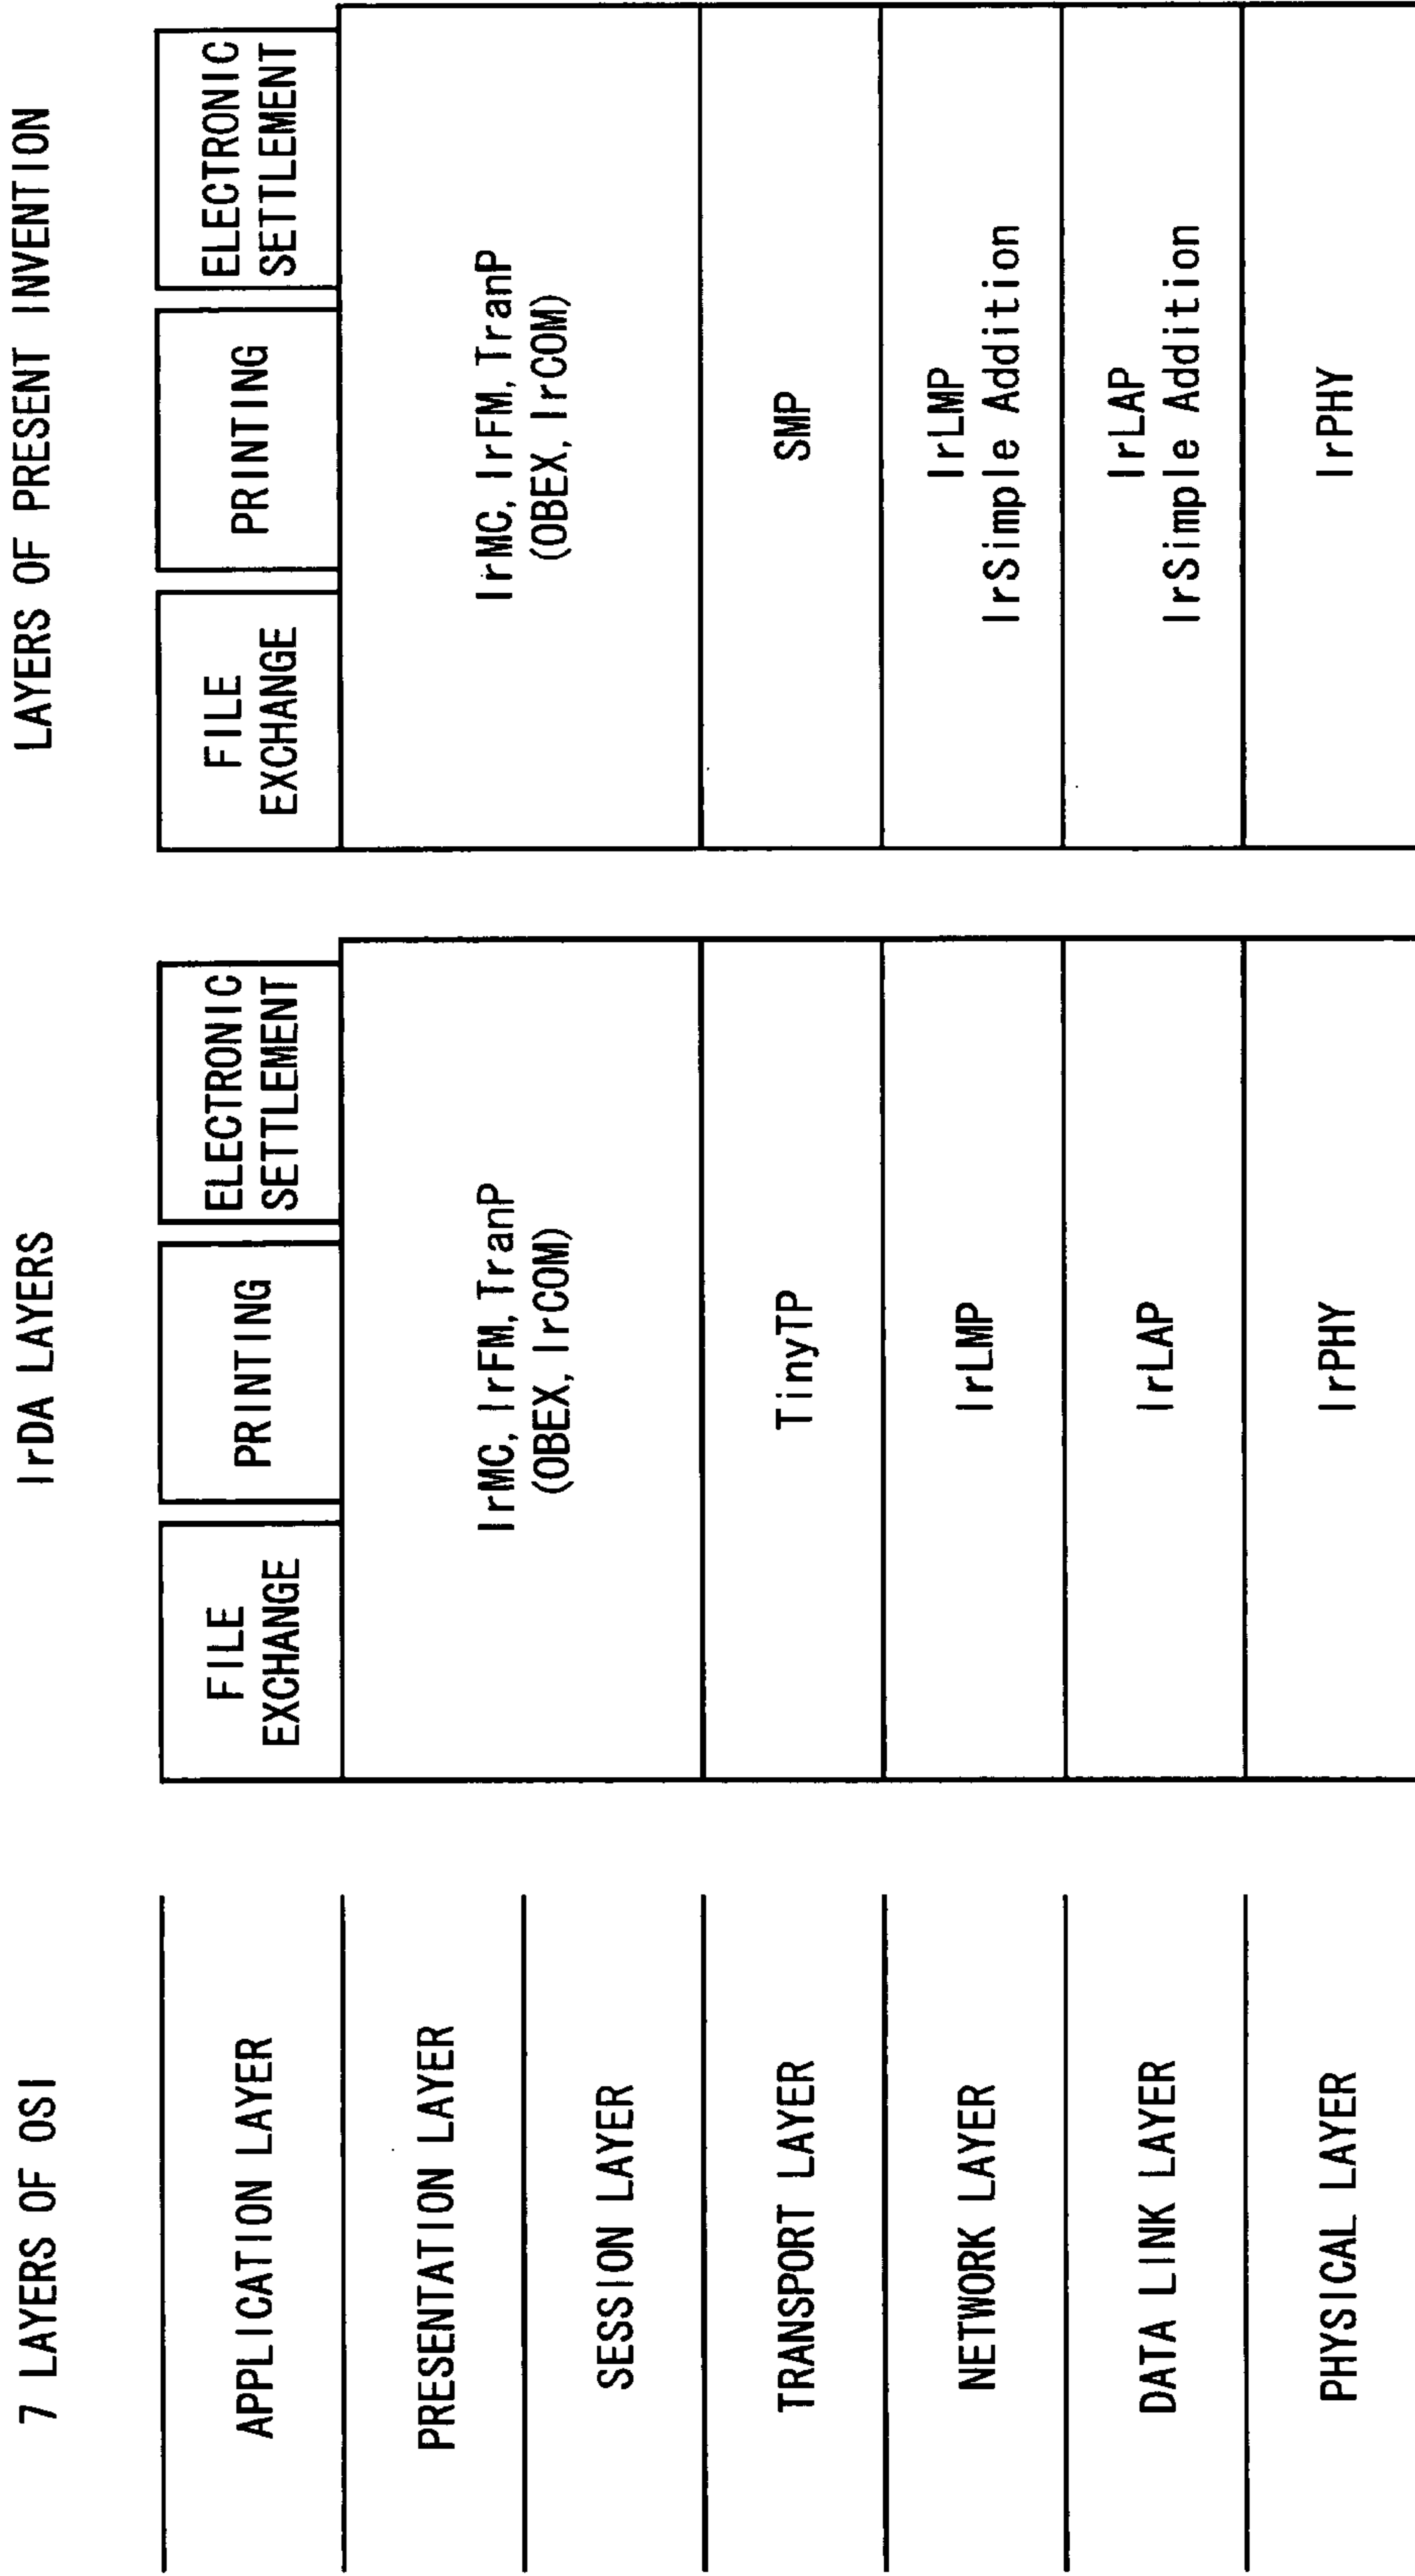 7 LAYERS OF OSI
APPLICATION LAYER
PRESENTATION LAYER
SESSION LAYER
TRANSPORT LAYER
NETWORK LAYER
DATA LINK LAYER
PHYSICAL LAYER
IrDA LAYERS
FILE
EXCHANGE
PRINTING
ELECTRONIC
SETTLEMENT
IrMC, IrFM, TranP
(OBEX, IrCOM)
TinyTP
IrLMP
IrLAP
IrPHY
LAYERS OF PRESENT INVENTION
FILE
EXCHANGE
PRINTING
ELECTRONIC
SETTLEMENT
IrMC, IrFM, TranP
(OBEX, IrCOM)
SMP
IrLMP
IrSimple Addition
IrLAP
IrSimple Addition
IrPHY